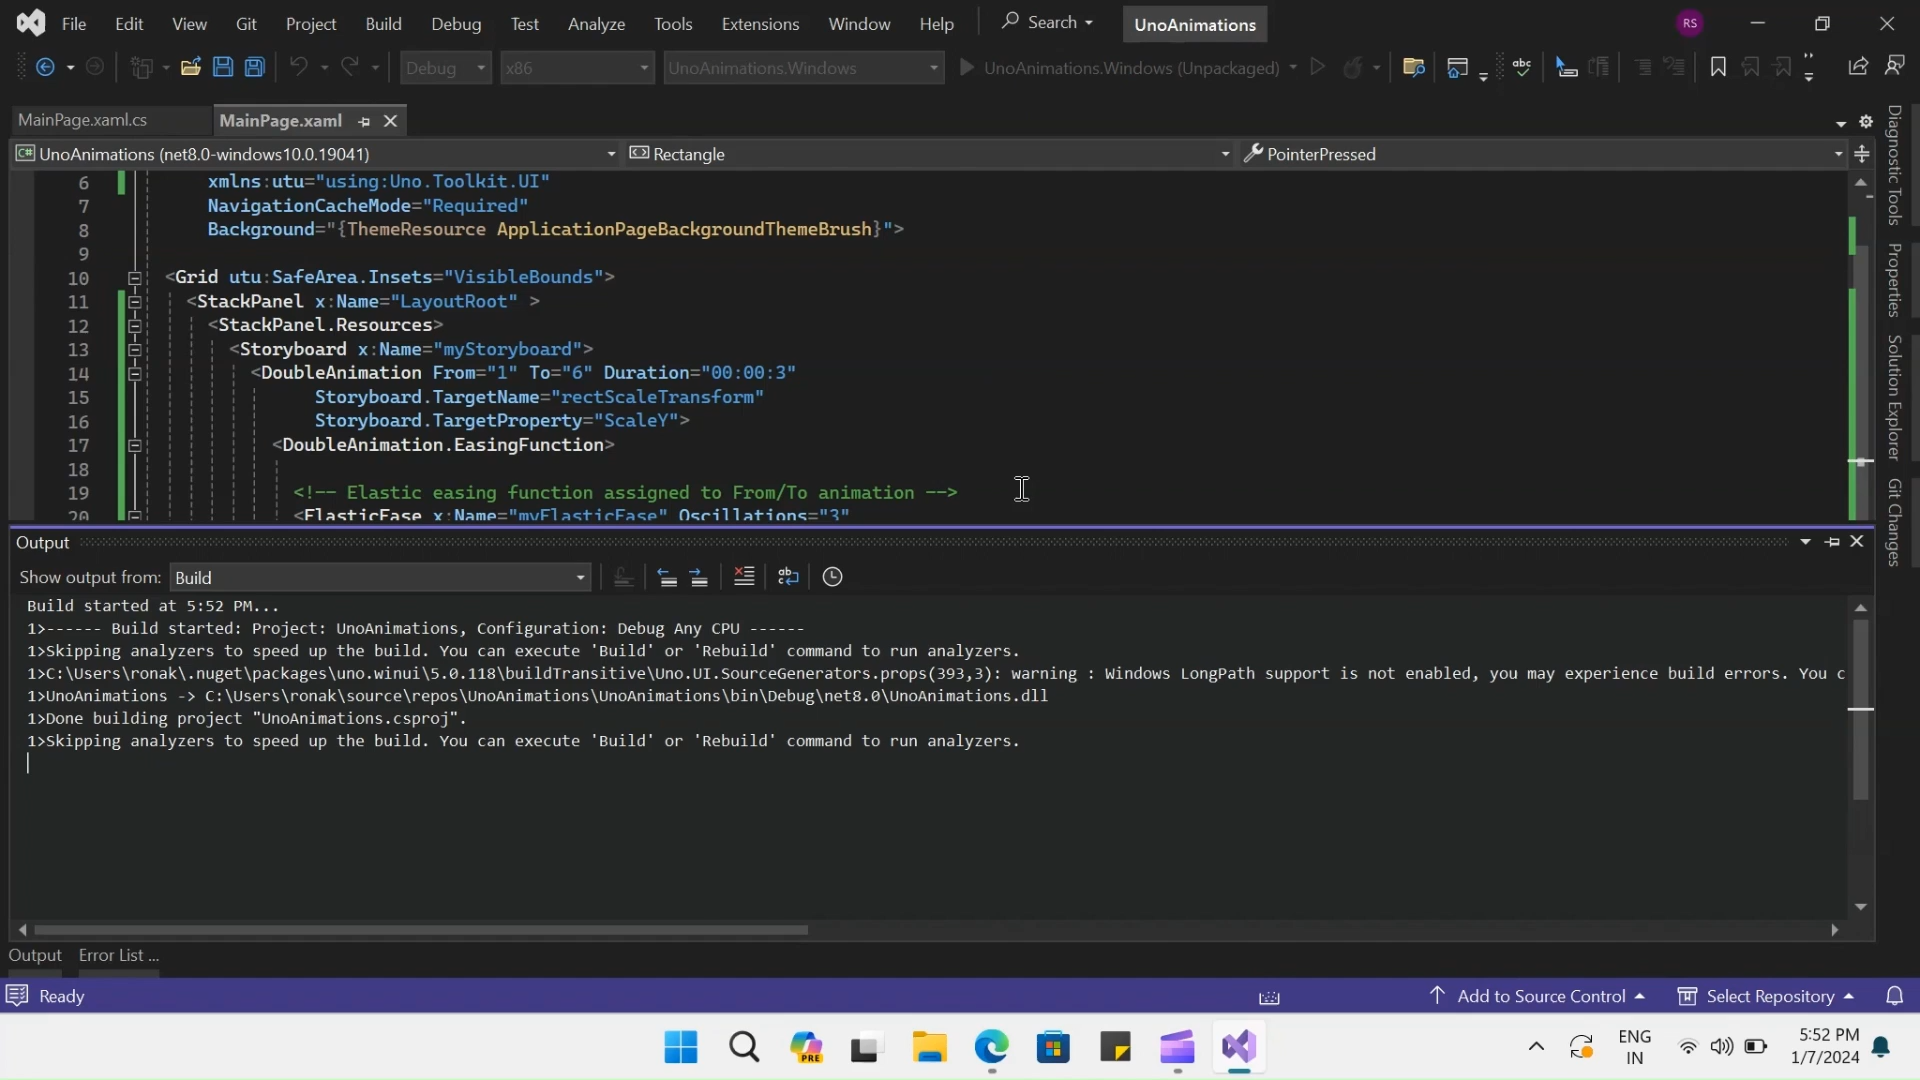 File Edit View Git Project Build Debug Test Analyze Tools Extensions Window Help Search UnoAnimations RS
Debug x86 UnoAnimations.Windows UnoAnimations.Windows (Unpackaged)
MainPage.xaml.cs MainPage.xaml
UnoAnimations (net8.0-windows10.0.19041) Rectangle PointerPressed
6 xmlns:utu="using:Uno.Toolkit.UI"
7 NavigationCacheMode="Required"
8 Background="{ThemeResource ApplicationPageBackgroundThemeBrush}">
9
10 <Grid utu:SafeArea.Insets="VisibleBounds">
11 <StackPanel x:Name="LayoutRoot" >
12 <StackPanel.Resources>
13 <Storyboard x:Name="myStoryboard">
14 <DoubleAnimation From="1" To="6" Duration="00:00:3"
15 Storyboard.TargetName="rectScaleTransform"
16 Storyboard.TargetProperty="ScaleY">
17 <DoubleAnimation.EasingFunction>
18
19 <!-- Elastic easing function assigned to From/To animation -->
20 <ElasticEase x:Name="myElasticEase" Oscillations="3"
Diagnostic Tools
Properties
Solution Explorer
Git Changes
Output
Show output from: Build
Build started at 5:52 PM...
1>------ Build started: Project: UnoAnimations, Configuration: Debug Any CPU ------
1>Skipping analyzers to speed up the build. You can execute 'Build' or 'Rebuild' command to run analyzers.
1>C:\Users\ronak\.nuget\packages\uno.winui\5.0.118\buildTransitive\Uno.UI.SourceGenerators.props(393,3): warning : Windows LongPath support is not enabled, you may experience build errors. You c
1>UnoAnimations -> C:\Users\ronak\source\repos\UnoAnimations\UnoAnimations\bin\Debug\net8.0\UnoAnimations.dll
1>Done building project "UnoAnimations.csproj".
1>Skipping analyzers to speed up the build. You can execute 'Build' or 'Rebuild' command to run analyzers.
Output Error List ...
Ready Add to Source Control Select Repository
PRE ENG 5:52 PM
IN 1/7/2024